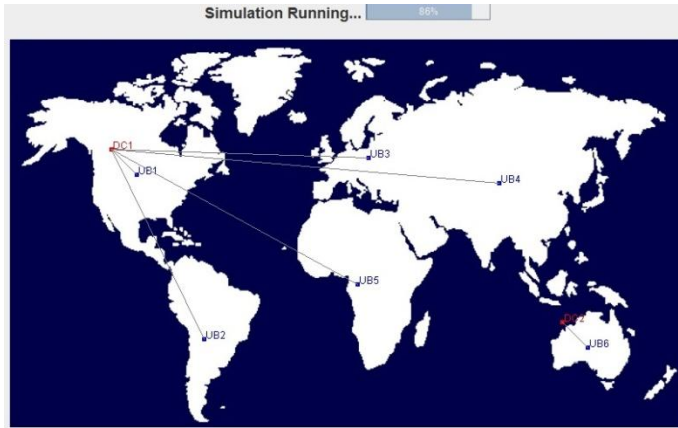 Simulation Running... 86%
DC1
UB1
UB3
UB4
UB5
UB2
DC2
UB6